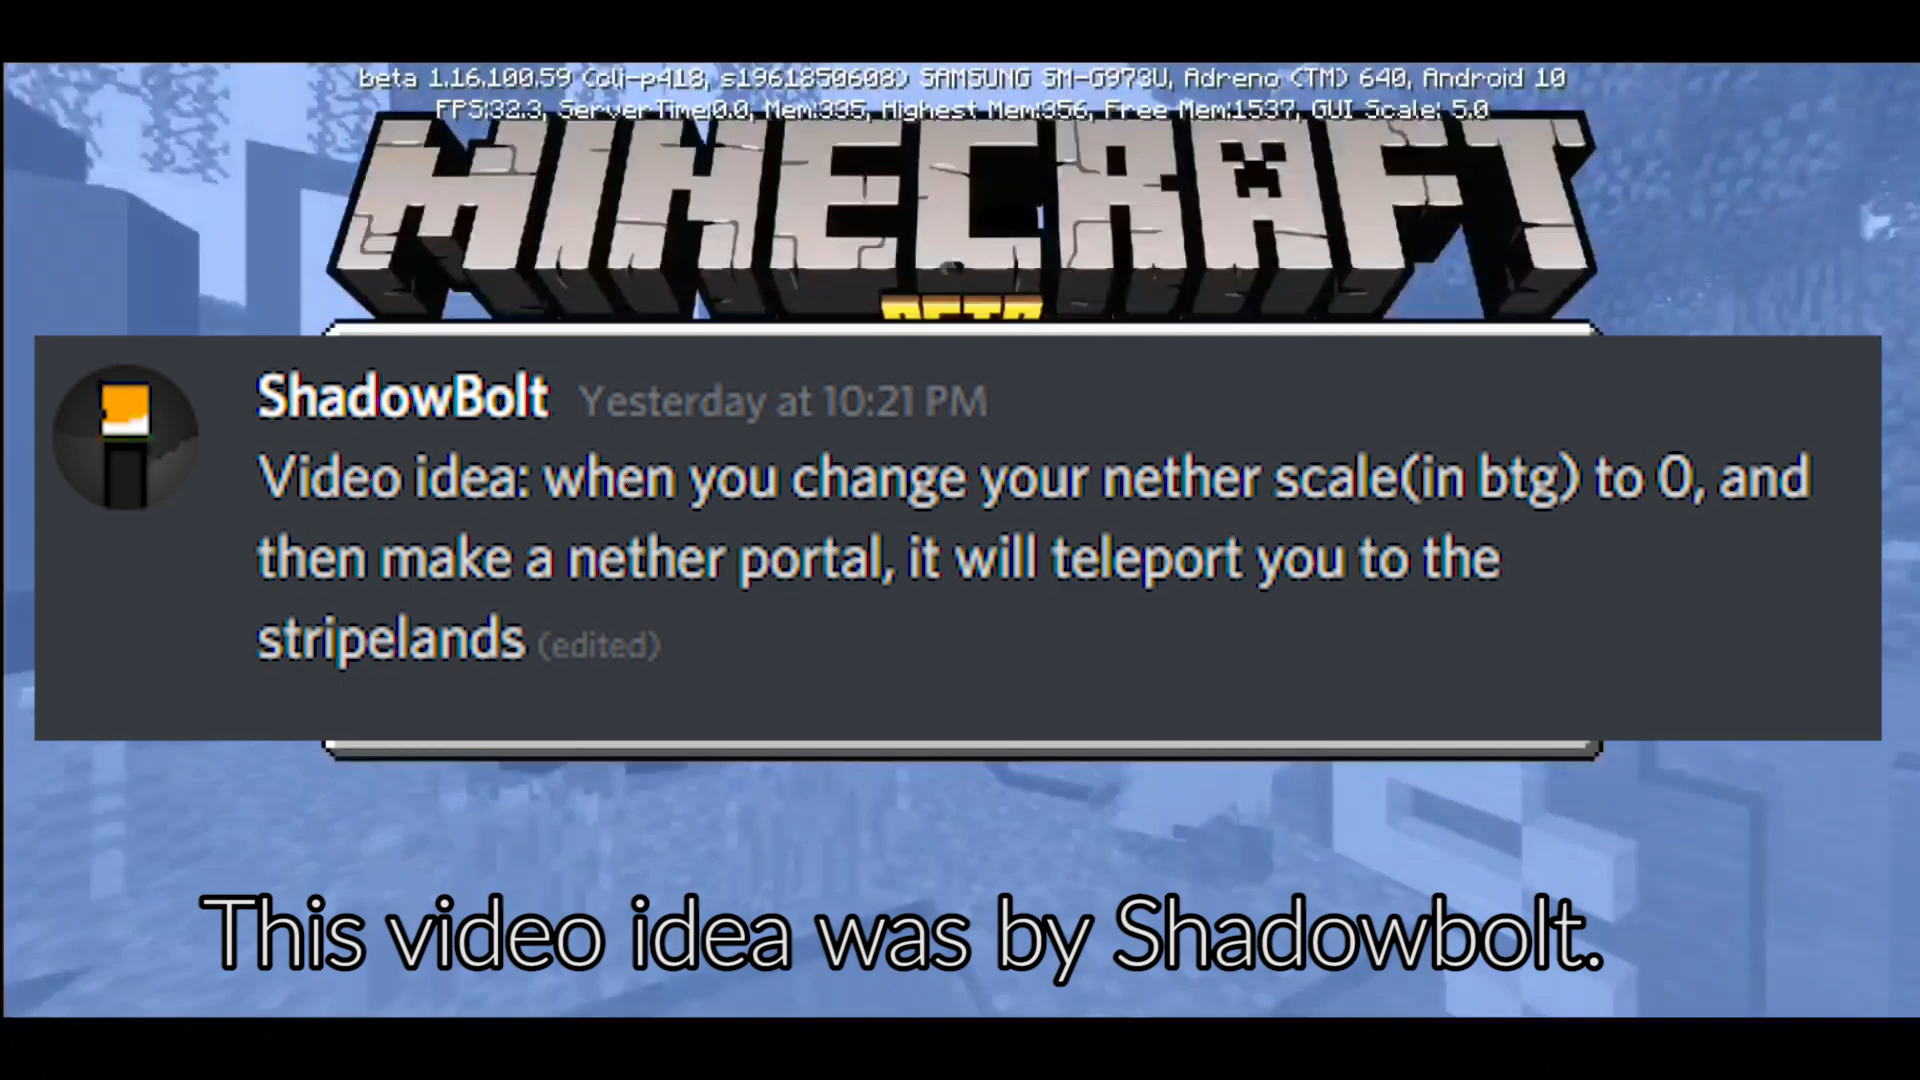 beta 1.16.100.59 (cli-p418, s1961850608) SAMSUNG SM-G973U, Adreno (TM) 640, Android 10
FPS:32.3, ServerTime:0.0, Mem:335, Highest Mem:356, Free Mem:1537, GUI Scale: 5.0
MINECRAFT
BETA
ShadowBolt Yesterday at 10:21 PM
Video idea: when you change your nether scale(in btg) to 0, and
then make a nether portal, it will teleport you to the
stripelands (edited)
This video idea was by Shadowbolt.